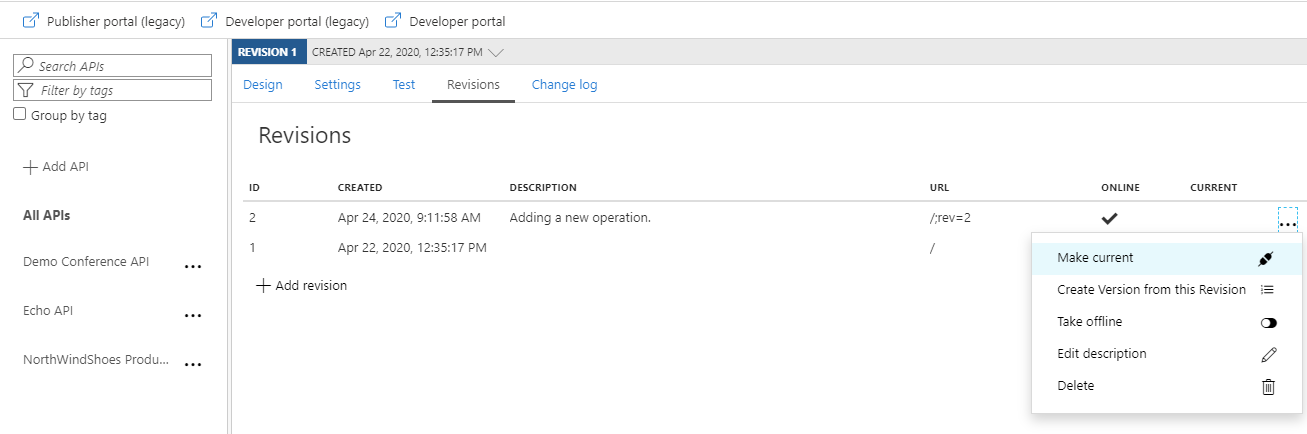 Publisher portal (legacy) Developer portal (legacy) Developer portal
REVISION 1 CREATED Apr 22, 2020, 12:35:17 PM
Search APIs
Filter by tags
Group by tag
Add API
All APIs
Demo Conference API ...
Echo API ...
NorthWindShoes Produ... ...
Design Settings Test Revisions Change log
Revisions
ID CREATED DESCRIPTION URL ONLINE CURRENT
2 Apr 24, 2020, 9:11:58 AM Adding a new operation. /;rev=2 ...
1 Apr 22, 2020, 12:35:17 PM /
Add revision
Make current
Create Version from this Revision
Take offline
Edit description
Delete